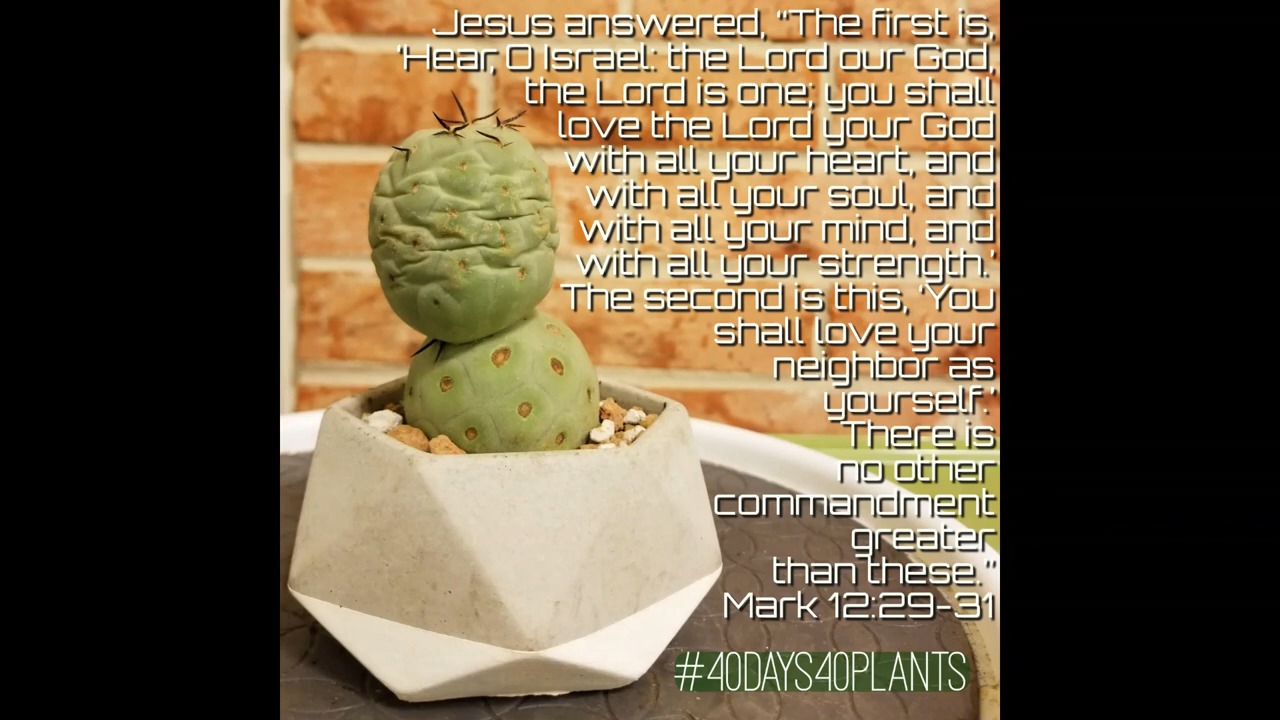 Jesus answered, “The first is,
‘Hear, O Israel: the Lord our God,
the Lord is one; you shall
love the Lord your God
with all your heart, and
with all your soul, and
with all your mind, and
with all your strength.’
The second is this, ‘You
shall love your
neighbor as
yourself.’
There is
no other
commandment
greater
than these.”
Mark 12:29-31
#40DAYS40PLANTS